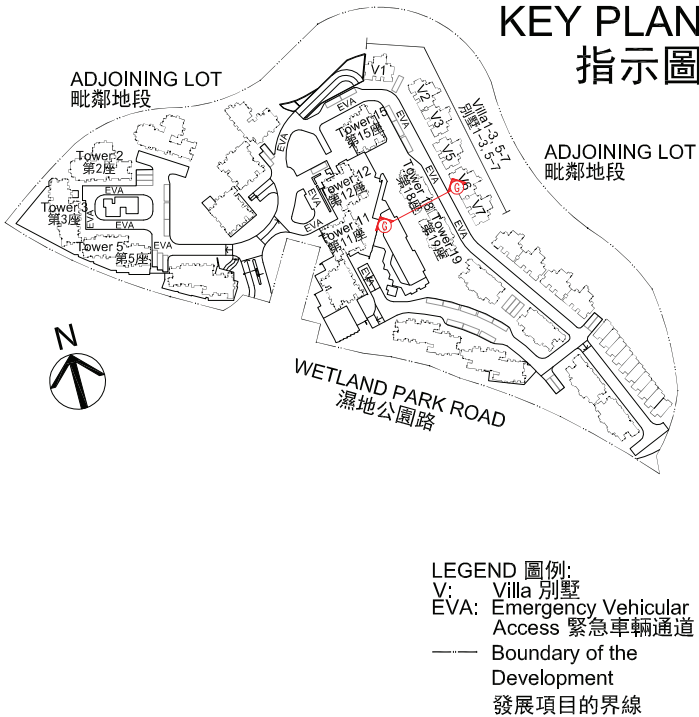 KEY PLAN
指示圖
ADJOINING LOT
毗鄰地段
ADJOINING LOT
毗鄰地段
V1
V2
V3
V5
V6
V7
Villa1-3, 5-7
別墅1-3, 5-7
EVA
EVA
EVA
EVA
Tower 15
第15座
Tower 12
第12座
Tower 11
第11座
Tower 18
第18座
Tower 19
第19座
G
G
Tower 2
第2座
EVA
Tower 3
第3座
EVA
EVA
Tower 5
第5座
EVA
EVA
EVA
EVA
EVA
N
WETLAND PARK ROAD
濕地公園路
LEGEND 圖例:
V: Villa 別墅
EVA: Emergency Vehicular
Access 緊急車輛通道
Boundary of the
Development
發展項目的界線